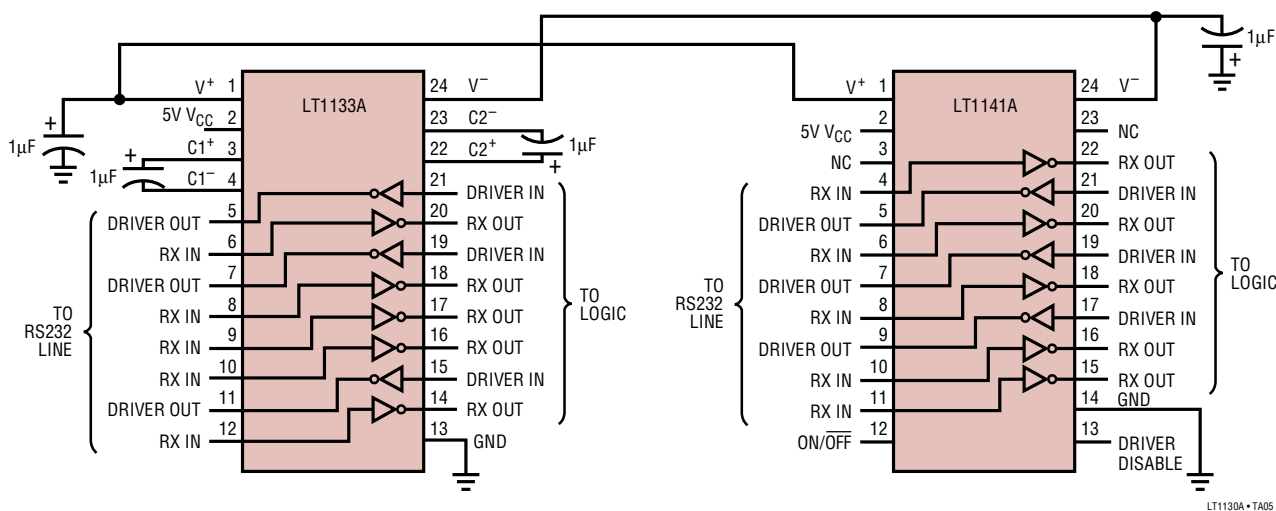 1µF
V+ 1
LT1133A
24 V−
V+ 1
LT1141A
24 V−
+
5V VCC 2
23 C2−
1µF
2
5V VCC
23 NC
1µF
+
C1+ 3
22 C2+
+
3
NC
22 RX OUT
1µF
+
C1− 4
21 DRIVER IN
4
RX IN
21 DRIVER IN
5
DRIVER OUT
20 RX OUT
5
DRIVER OUT
20 RX OUT
6
RX IN
19 DRIVER IN
6
RX IN
19 DRIVER IN
7
DRIVER OUT
18 RX OUT
7
DRIVER OUT
18 RX OUT
TO
RS232
LINE
8
RX IN
17 RX OUT
TO
LOGIC
TO
RS232
LINE
8
RX IN
17 DRIVER IN
TO
LOGIC
9
RX IN
16 RX OUT
9
DRIVER OUT
16 RX OUT
10
RX IN
15 DRIVER IN
10
RX IN
15 RX OUT
11
DRIVER OUT
14 RX OUT
11
RX IN
14 GND
12
RX IN
13 GND
12
ON/OFF
13 DRIVER
DISABLE
LT1130A • TA05